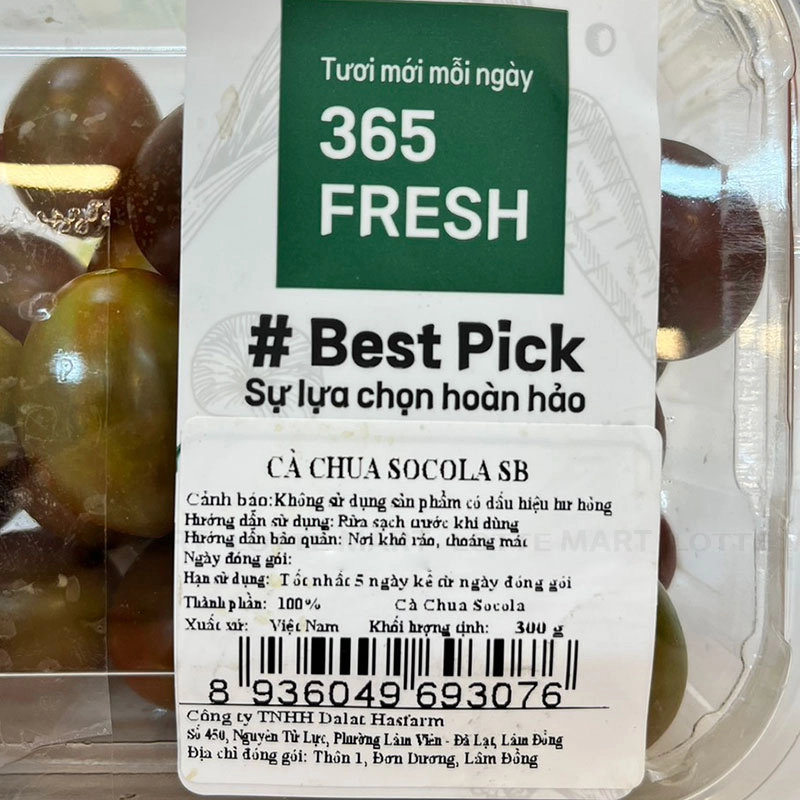 Tươi mới mỗi ngày
365
FRESH
# Best Pick
Sự lựa chọn hoàn hảo
CÀ CHUA SOCOLA SB
Cảnh báo:Không sử dụng sản phẩm có dấu hiệu hư hỏng
Hướng dẫn sử dụng: Rửa sạch trước khi dùng
Hướng dẫn bảo quản: Nơi khô ráo, thoáng mát
Ngày đóng gói:
Hạn sử dụng: Tốt nhất 5 ngày kể từ ngày đóng gói
Thành phần: 100% Cà Chua Socola
Xuất xứ: Việt Nam Khối lượng tịnh: 300 g
8 936049 693076
Công ty TNHH Dalat Hasfarm
Số 450, Nguyên Tử Lực, Phường Lâm Viên - Đà Lạt, Lâm Đồng
Địa chỉ đóng gói: Thôn 1, Đơn Dương, Lâm Đồng